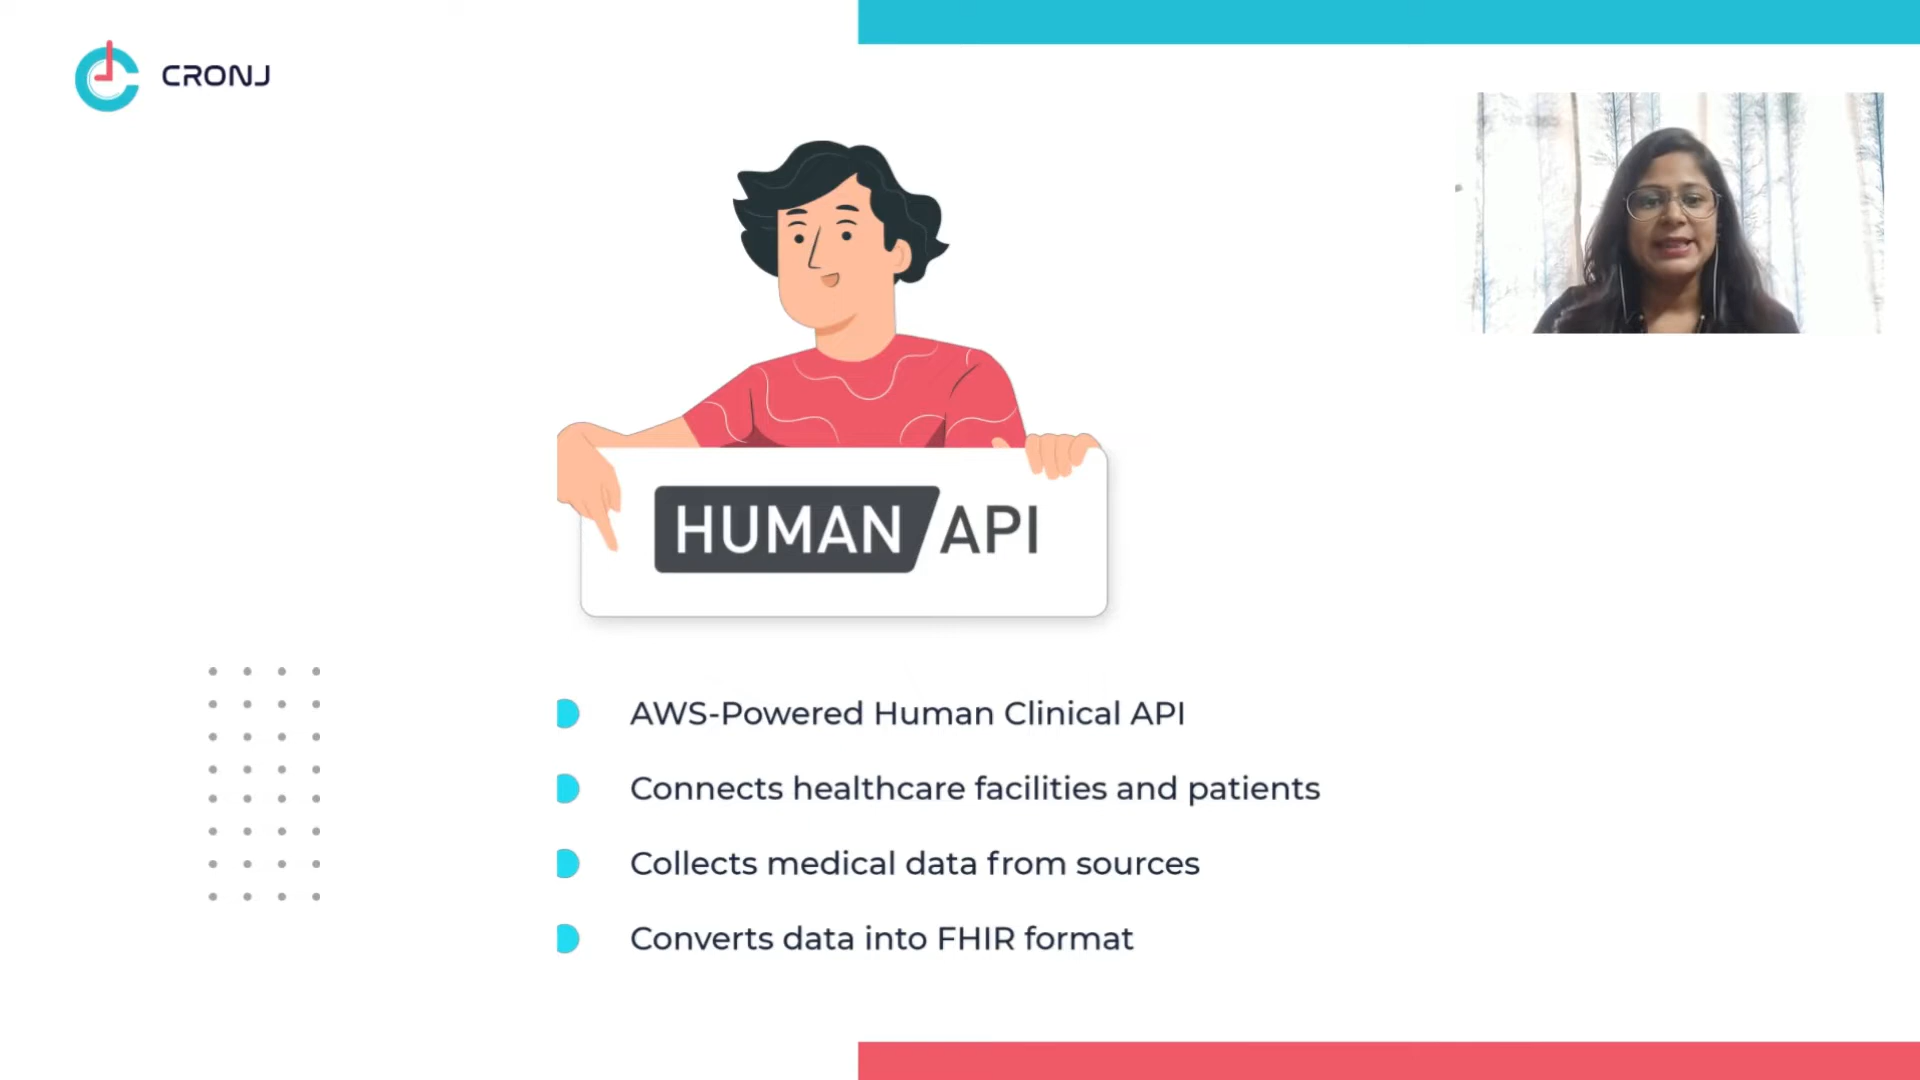 CRONJ
HUMAN/API
AWS-Powered Human Clinical API
Connects healthcare facilities and patients
Collects medical data from sources
Converts data into FHIR format